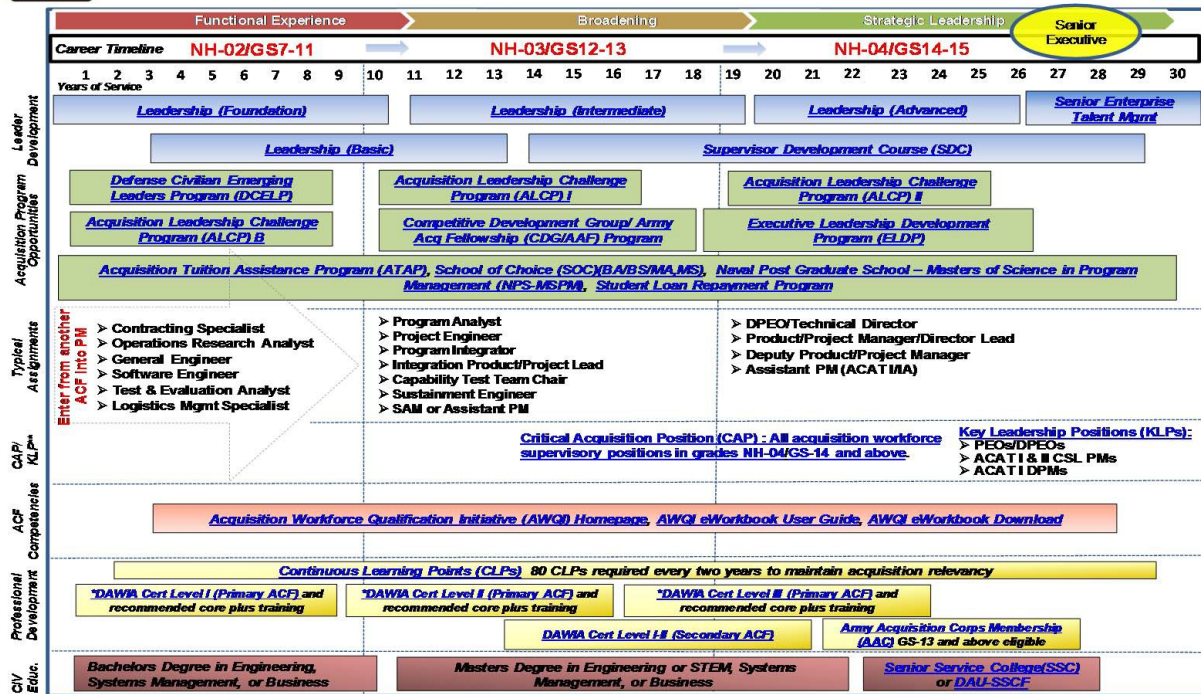 Functional Experience
Broadening
Strategic Leadership
Senior
Executive
Career Timeline
NH-02/GS7-11
NH-03/GS12-13
NH-04/GS14-15
1 2 3 4 5 6 7 8 9 10 11 12 13 14 15 16 17 18 19 20 21 22 23 24 25 26 27 28 29 30
Years of Service
Leader
Development
Leadership (Foundation)
Leadership (Intermediate)
Leadership (Advanced)
Senior Enterprise
Talent Mgmt
Leadership (Basic)
Supervisor Development Course (SDC)
Acquisition Program
Opportunities
Defense Civilian Emerging
Leaders Program (DCELP)
Acquisition Leadership Challenge
Program (ALCP) I
Acquisition Leadership Challenge
Program (ALCP) II
Acquisition Leadership Challenge
Program (ALCP) B
Competitive Development Group/ Army
Acq Fellowship (CDG/AAF) Program
Executive Leadership Development
Program (ELDP)
Acquisition Tuition Assistance Program (ATAP), School of Choice (SOC)(BA/BS/MA,MS), Naval Post Graduate School – Masters of Science in Program
Management (NPS-MSPM), Student Loan Repayment Program
Typical
Assignments
Enter from another
ACF into PM
➢ Contracting Specialist
➢ Operations Research Analyst
➢ General Engineer
➢ Software Engineer
➢ Test & Evaluation Analyst
➢ Logistics Mgmt Specialist
➢ Program Analyst
➢ Project Engineer
➢ Program Integrator
➢ Integration Product/Project Lead
➢ Capability Test Team Chair
➢ Sustainment Engineer
➢ SAM or Assistant PM
➢ DPEO/Technical Director
➢ Product/Project Manager/Director Lead
➢ Deputy Product/Project Manager
➢ Assistant PM (ACAT I/IA)
CAP/
KLP**
Critical Acquisition Position (CAP) : All acquisition workforce
supervisory positions in grades NH-04/GS-14 and above.
Key Leadership Positions (KLPs):
➢ PEOs/DPEOs
➢ ACAT I & II CSL PMs
➢ ACAT I DPMs
ACF
Competencies
Acquisition Workforce Qualification Initiative (AWQI) Homepage, AWQI eWorkbook User Guide, AWQI eWorkbook Download
Professional
Development
Continuous Learning Points (CLPs) 80 CLPs required every two years to maintain acquisition relevancy
*DAWIA Cert Level I (Primary ACF) and
recommended core plus training
*DAWIA Cert Level II (Primary ACF) and
recommended core plus training
*DAWIA Cert Level III (Primary ACF) and
recommended core plus training
DAWIA Cert Level I-II (Secondary ACF)
Army Acquisition Corps Membership
(AAC) GS-13 and above eligible
CIV
Educ.
Bachelors Degree in Engineering,
Systems Management, or Business
Masters Degree in Engineering or STEM, Systems
Management, or Business
Senior Service College(SSC)
or DAU-SSCF